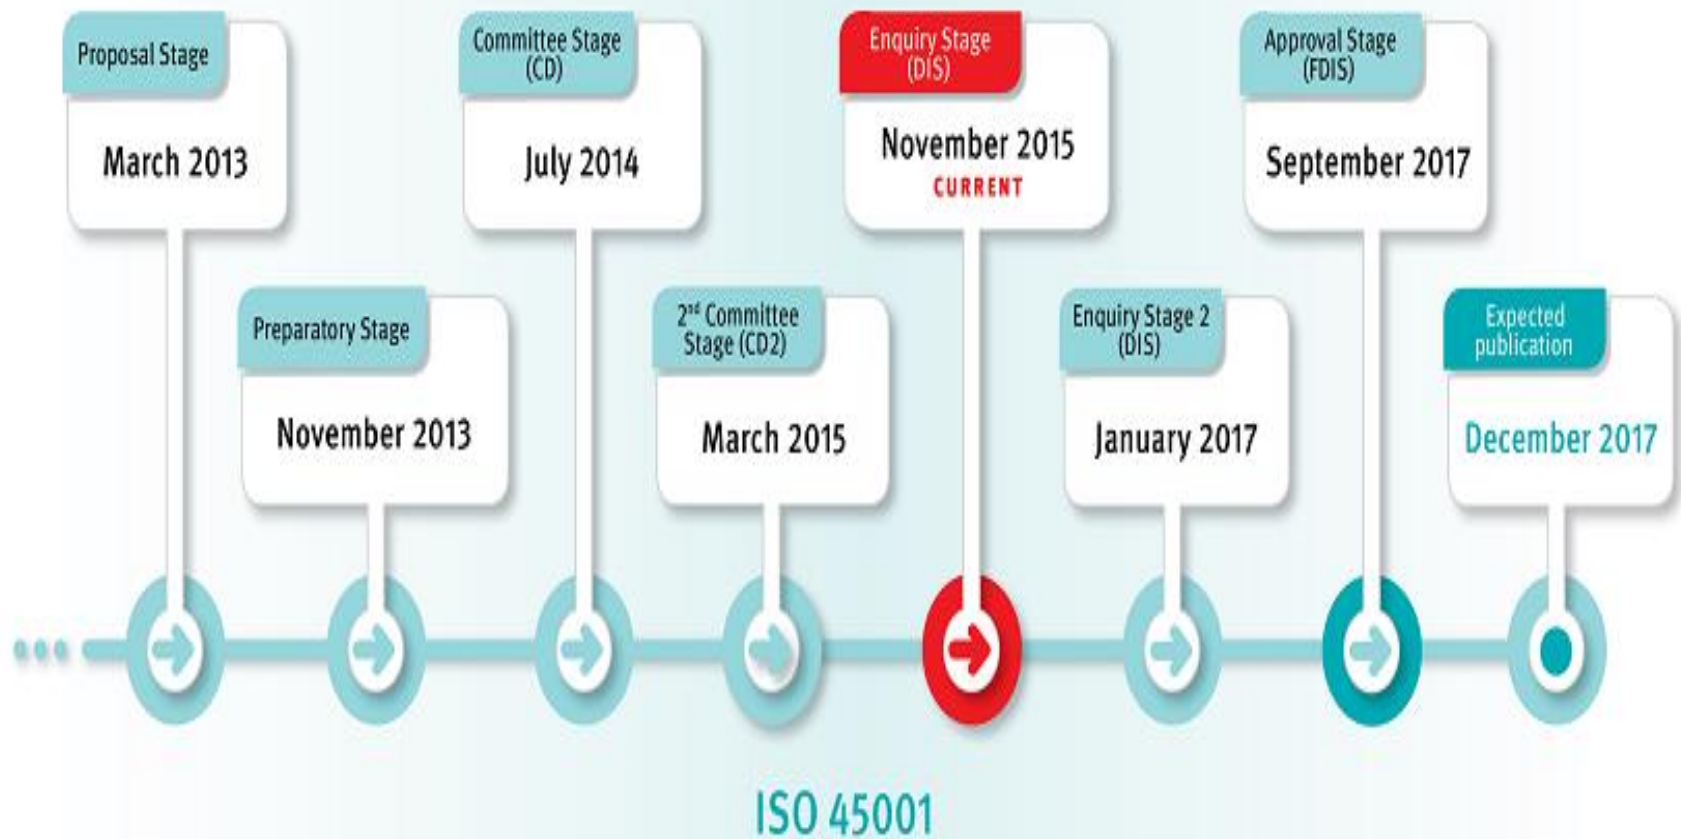 Proposal Stage
March 2013
Preparatory Stage
November 2013
Committee Stage
(CD)
July 2014
2nd Committee
Stage (CD2)
March 2015
Enquiry Stage
(DIS)
November 2015
CURRENT
Enquiry Stage 2
(DIS)
January 2017
Approval Stage
(FDIS)
September 2017
Expected
publication
December 2017
ISO 45001